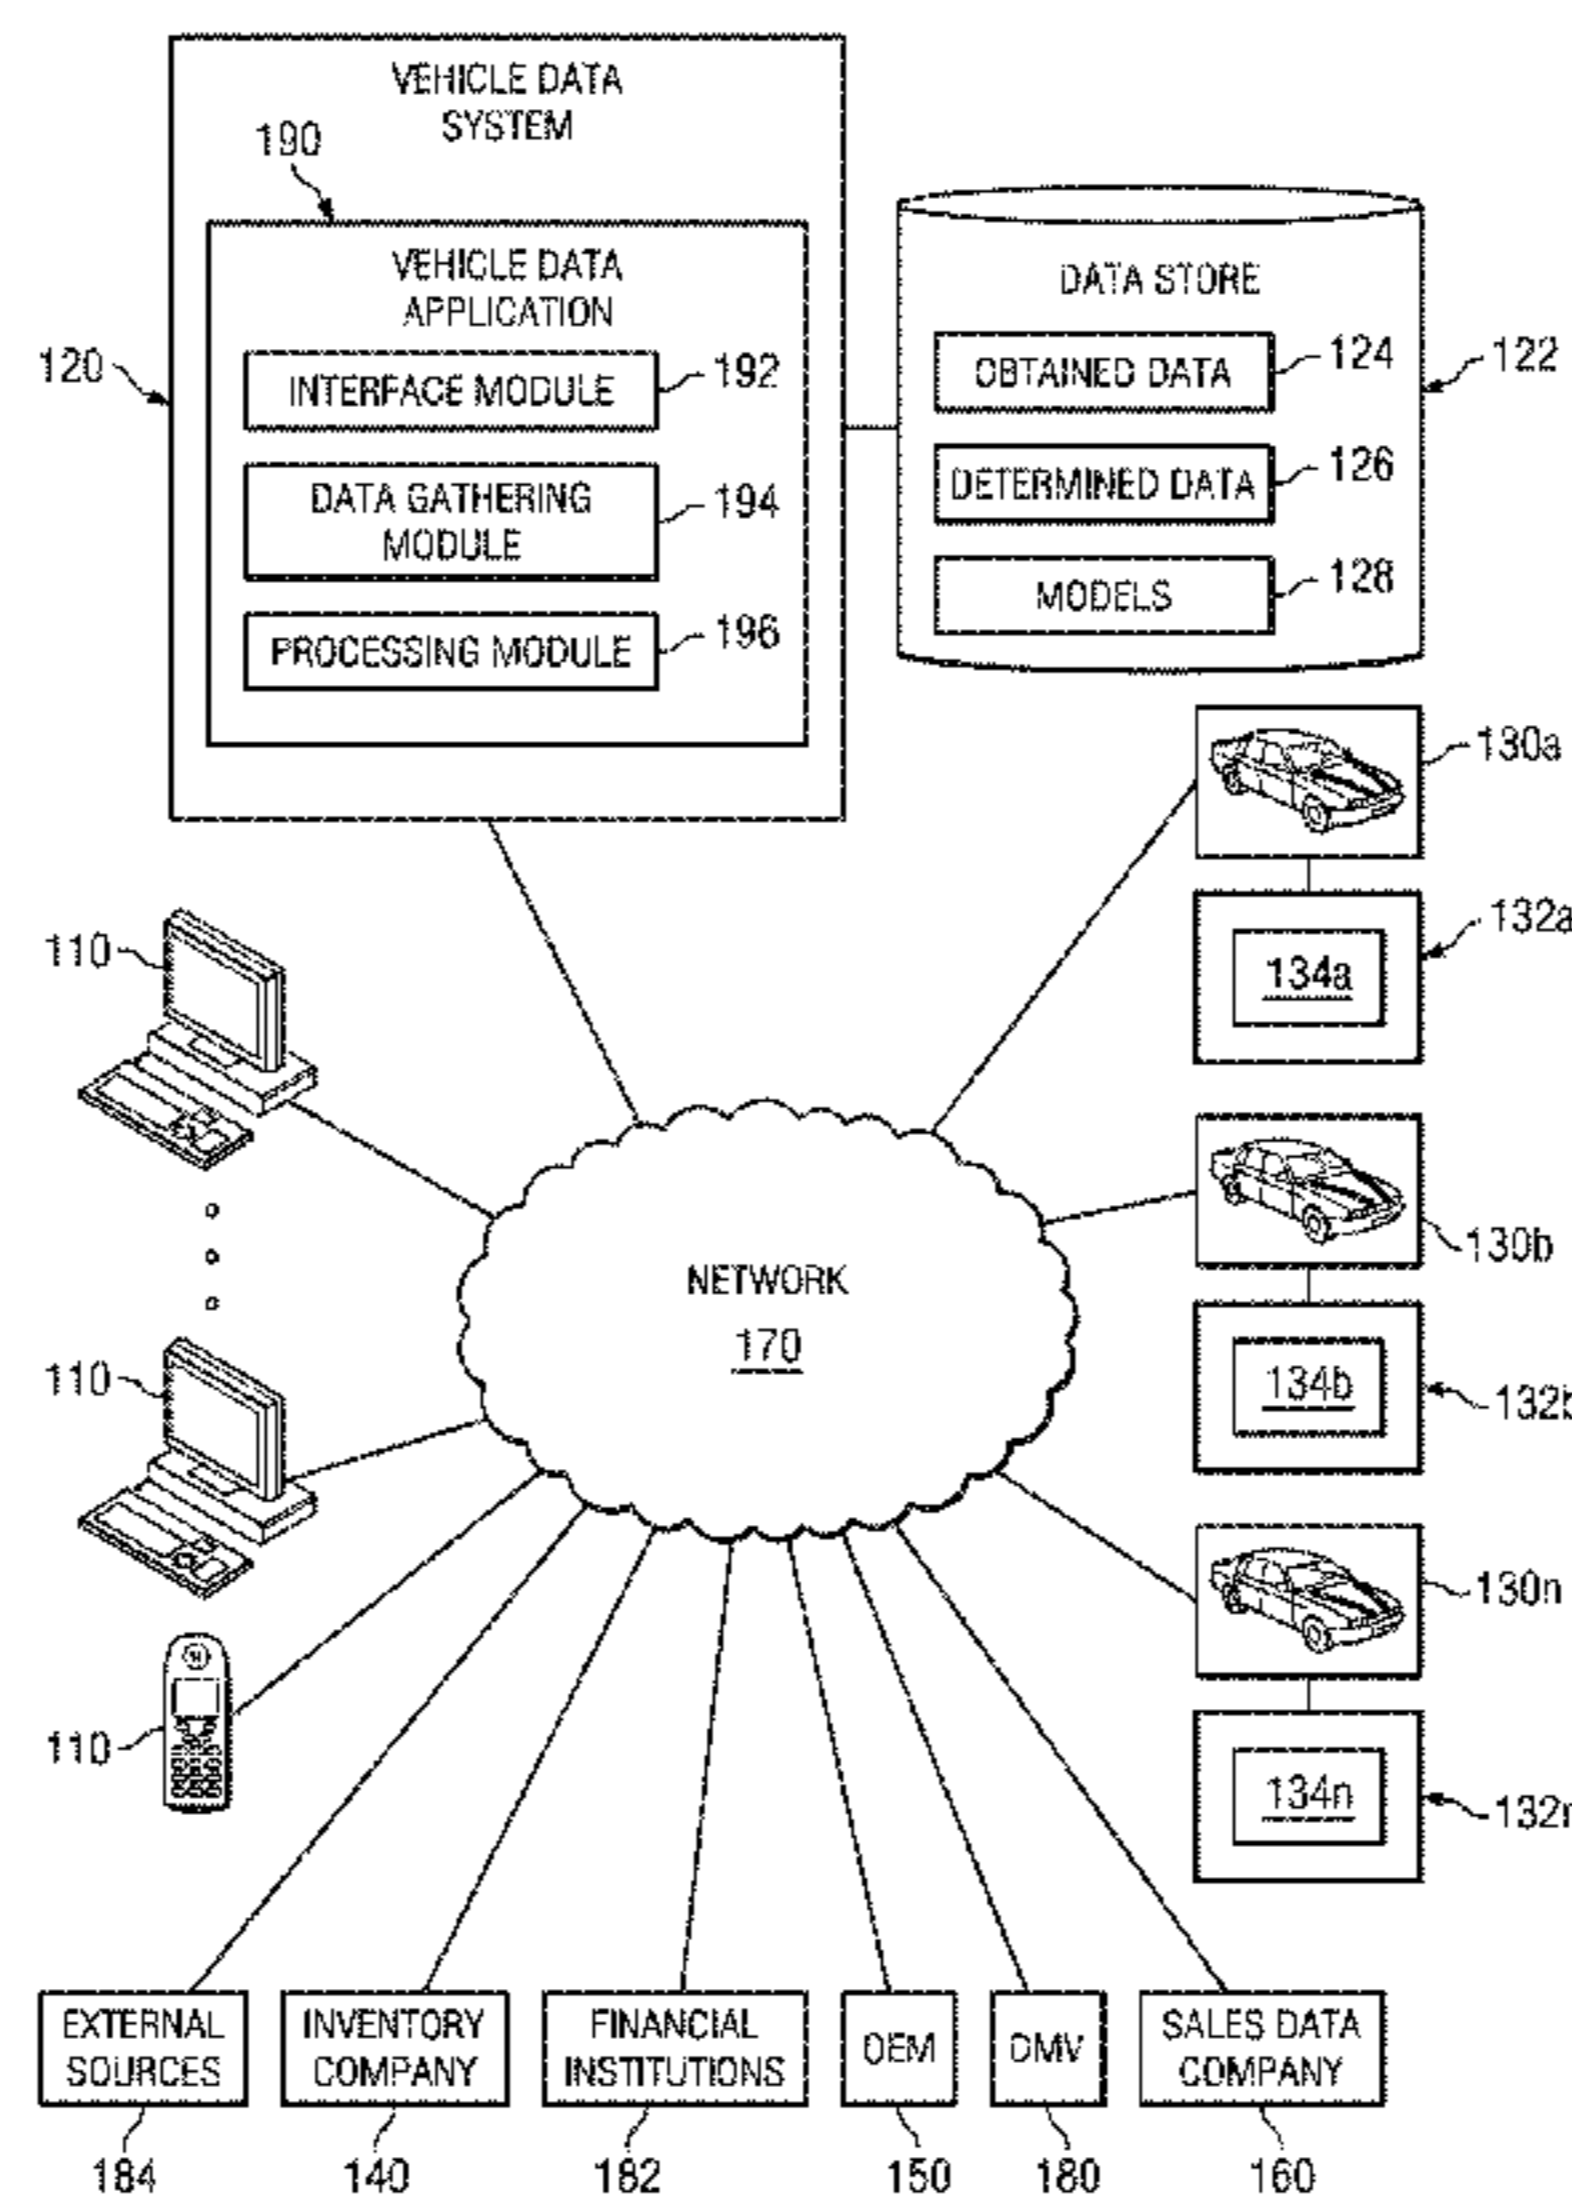 VEHICLE DATA
SYSTEM
190
VEHICLE DATA
APPLICATION
120
INTERFACE MODULE
192
DATA GATHERING
MODULE
194
PROCESSING MODULE
196
DATA STORE
OBTAINED DATA
124
122
DETERMINED DATA
126
MODELS
128
130a
132a
134a
110
130b
NETWORK
170
110
134b
132b
130n
110
134n
132n
EXTERNAL
SOURCES
INVENTORY
COMPANY
FINANCIAL
INSTITUTIONS
OEM
DMV
SALES DATA
COMPANY
184
140
182
150
180
160